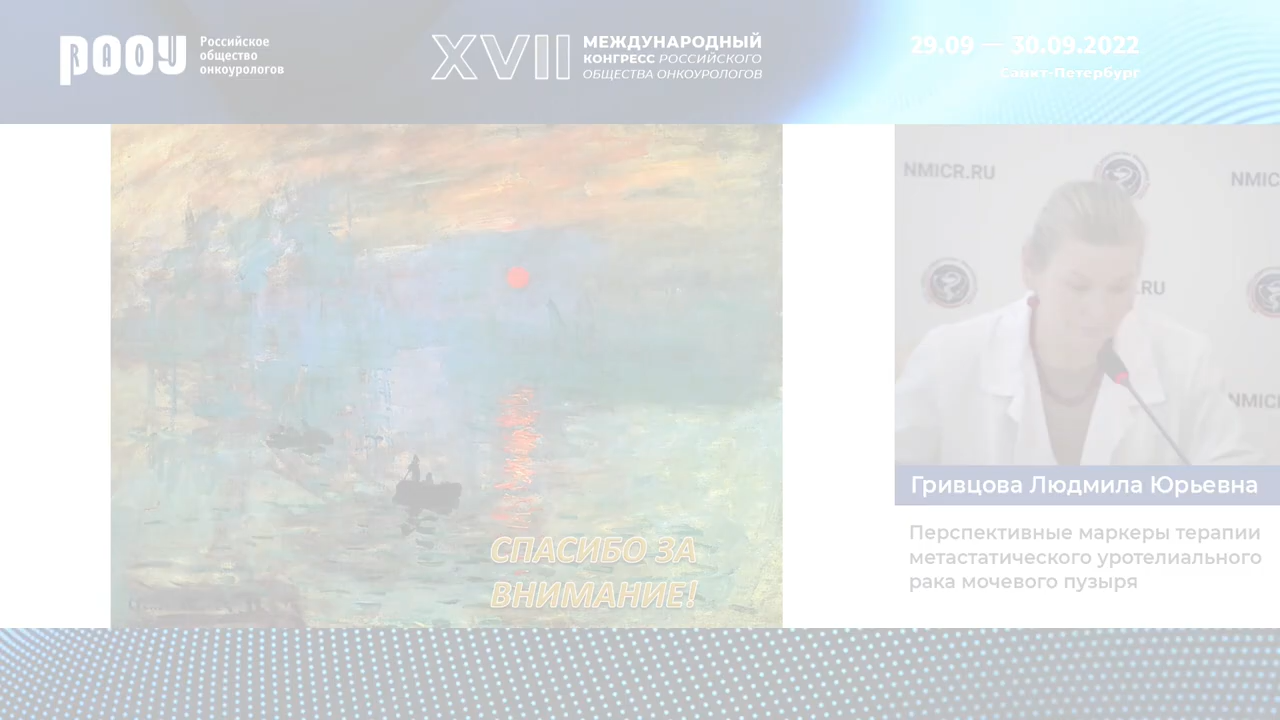 РООУ
Российское
общество
онкоурологов
XVII
МЕЖДУНАРОДНЫЙ
КОНГРЕСС РОССИЙСКОГО
ОБЩЕСТВА ОНКОУРОЛОГОВ
29.09 — 30.09.2022
Санкт-Петербург
NMICR.RU
NMIC
.RU
NMICR
СПАСИБО ЗА
ВНИМАНИЕ!
Гривцова Людмила Юрьевна
Перспективные маркеры терапии
метастатического уротелиального
рака мочевого пузыря